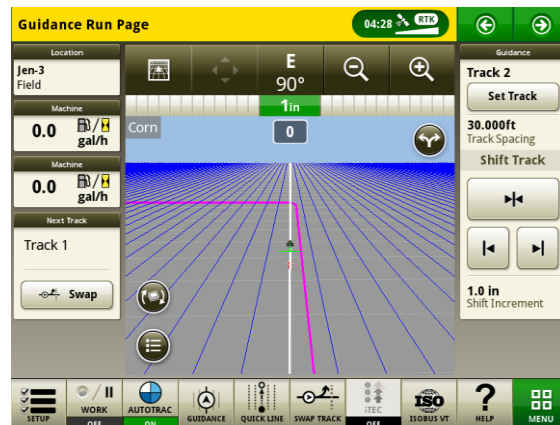 Guidance Run Page
04:28
RTK
Location
Jen-3
Field
Machine
0.0 gal/h
Machine
0.0 gal/h
Next Track
Track 1
Swap
E
90°
1in
Corn
0
Guidance
Track 2
Set Track
30.000ft
Track Spacing
Shift Track
1.0 in
Shift Increment
SETUP
WORK
OFF
AUTOTRAC
ON
GUIDANCE
QUICK LINE
SWAP TRACK
iTEC
OFF
ISO
ISOBUS VT
?
HELP
MENU